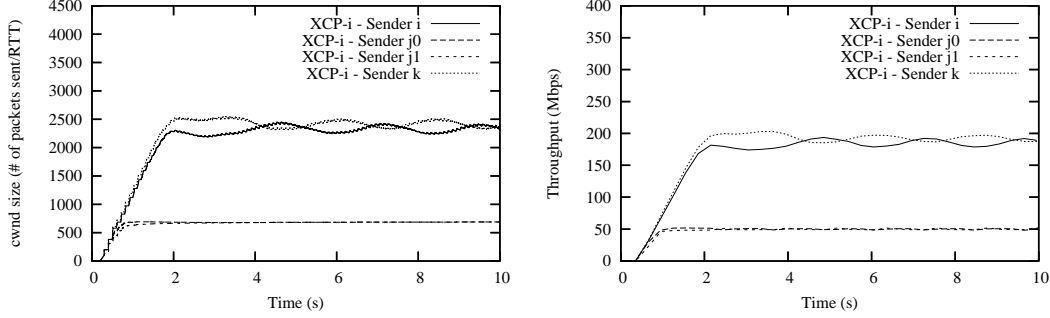 4500
4000
3500
3000
2500
2000
1500
1000
500
0
cwnd size (# of packets sent/RTT)
XCP-i - Sender i
XCP-i - Sender j0
XCP-i - Sender j1
XCP-i - Sender k
0 2 4 6 8 10
Time (s)
400
350
300
250
200
150
100
50
0
Throughput (Mbps)
XCP-i - Sender i
XCP-i - Sender j0
XCP-i - Sender j1
XCP-i - Sender k
0 2 4 6 8 10
Time (s)